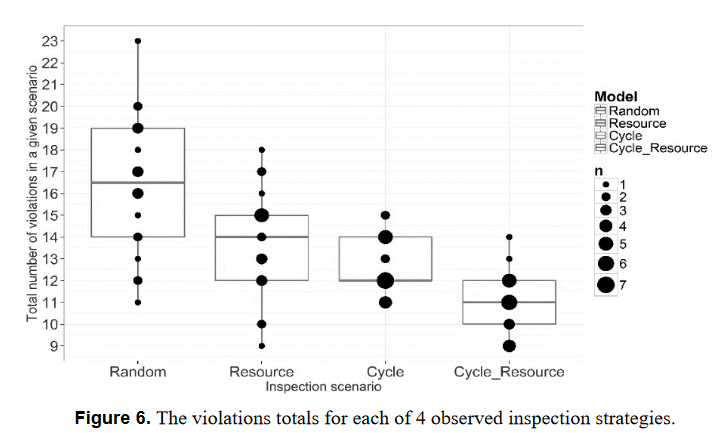 Total number of violations in a given scenario
23
22
21
20
19
18
17
16
15
14
13
12
11
10
9
Random
Resource
Cycle
Cycle_Resource
Inspection scenario
Model
Random
Resource
Cycle
Cycle_Resource
n
1
2
3
4
5
6
7
Figure 6. The violations totals for each of 4 observed inspection strategies.